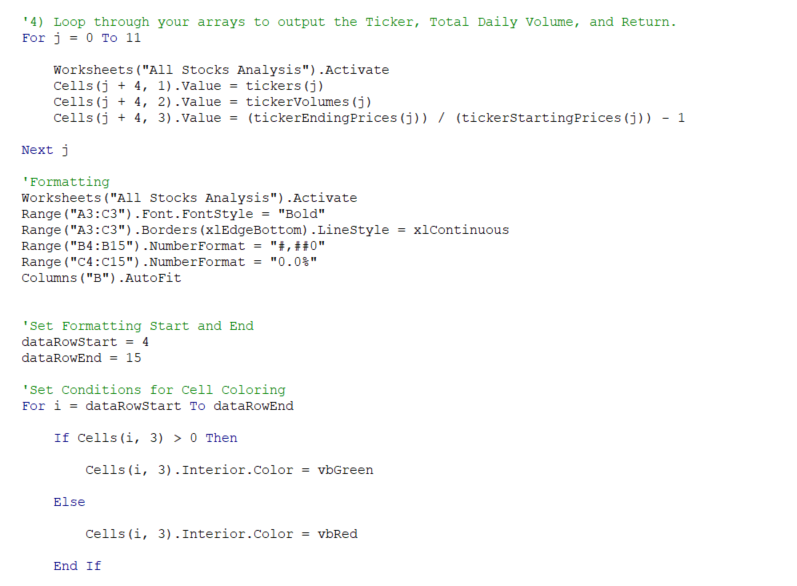 '4) Loop through your arrays to output the Ticker, Total Daily Volume, and Return.
For j = 0 To 11
Worksheets("All Stocks Analysis").Activate
Cells(j + 4, 1).Value = tickers(j)
Cells(j + 4, 2).Value = tickerVolumes(j)
Cells(j + 4, 3).Value = (tickerEndingPrices(j)) / (tickerStartingPrices(j)) - 1
Next j
'Formatting
Worksheets("All Stocks Analysis").Activate
Range("A3:C3").Font.FontStyle = "Bold"
Range("A3:C3").Borders(xlEdgeBottom).LineStyle = xlContinuous
Range("B4:B15").NumberFormat = "#,##0"
Range("C4:C15").NumberFormat = "0.0%"
Columns("B").AutoFit
'Set Formatting Start and End
dataRowStart = 4
dataRowEnd = 15
'Set Conditions for Cell Coloring
For i = dataRowStart To dataRowEnd
If Cells(i, 3) > 0 Then
Cells(i, 3).Interior.Color = vbGreen
Else
Cells(i, 3).Interior.Color = vbRed
End If